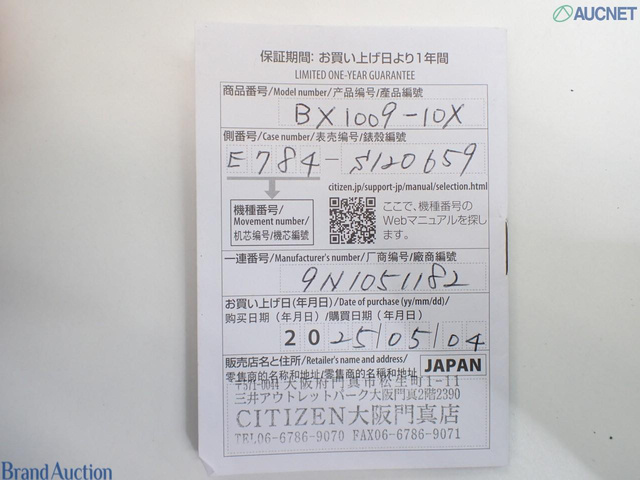 AUCNET
保証期間: お買い上げ日より1年間
LIMITED ONE-YEAR GUARANTEE
商品番号/Model number/产品编号/產品編號
BX1009-10X
側番号/Case number/表壳编号/錶殼編號
E784-S120659
citizen.jp/support-jp/manual/selection.html
機種番号/
Movement number/
机芯编号/機芯編號
ここで、機種番号の
Webマニュアルを探し
ます。
一連番号/Manufacturer's number/厂商编号/廠商編號
9N1051182
お買い上げ日(年月日)/Date of purchase (yy/mm/dd)/
购买日期(年月日)/購買日期(年月日)
2025/05/04
販売店名と住所/Retailer's name and address/
零售商的名称和地址/零售商的名稱和地址
JAPAN
〒571-0044 大阪府門真市松生町1-11
三井アウトレットパーク大阪門真2階2390
CITIZEN大阪門真店
TEL06-6786-9070 FAX06-6786-9071
Brand Auction